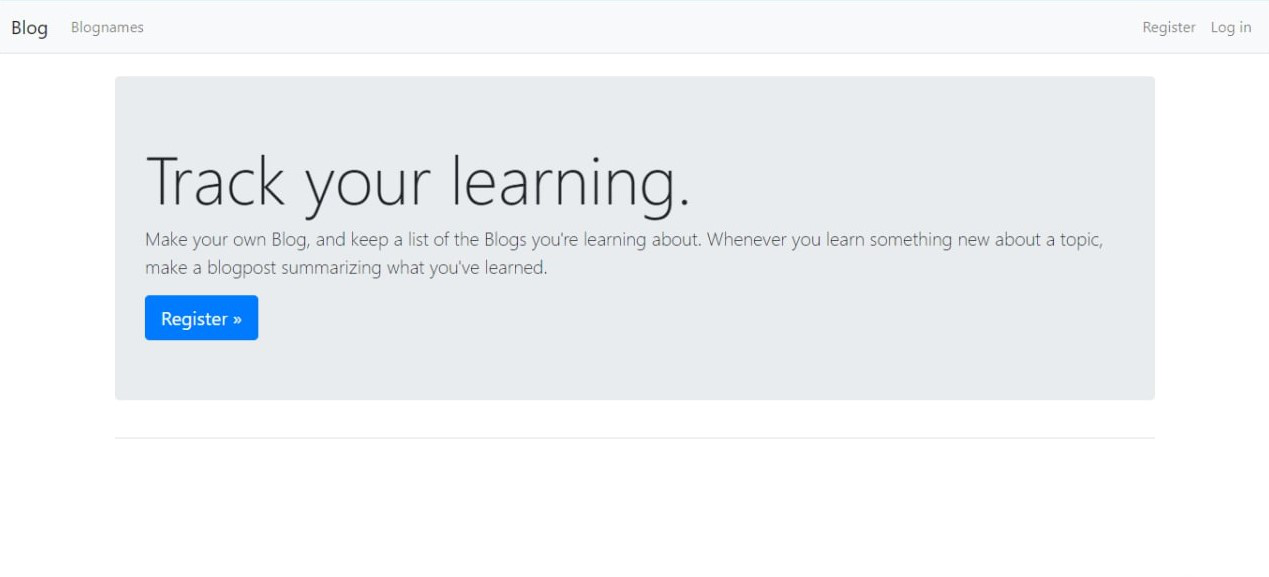 Blog Blognames Register Log in
Track your learning.
Make your own Blog, and keep a list of the Blogs you're learning about. Whenever you learn something new about a topic,
make a blogpost summarizing what you've learned.
Register »